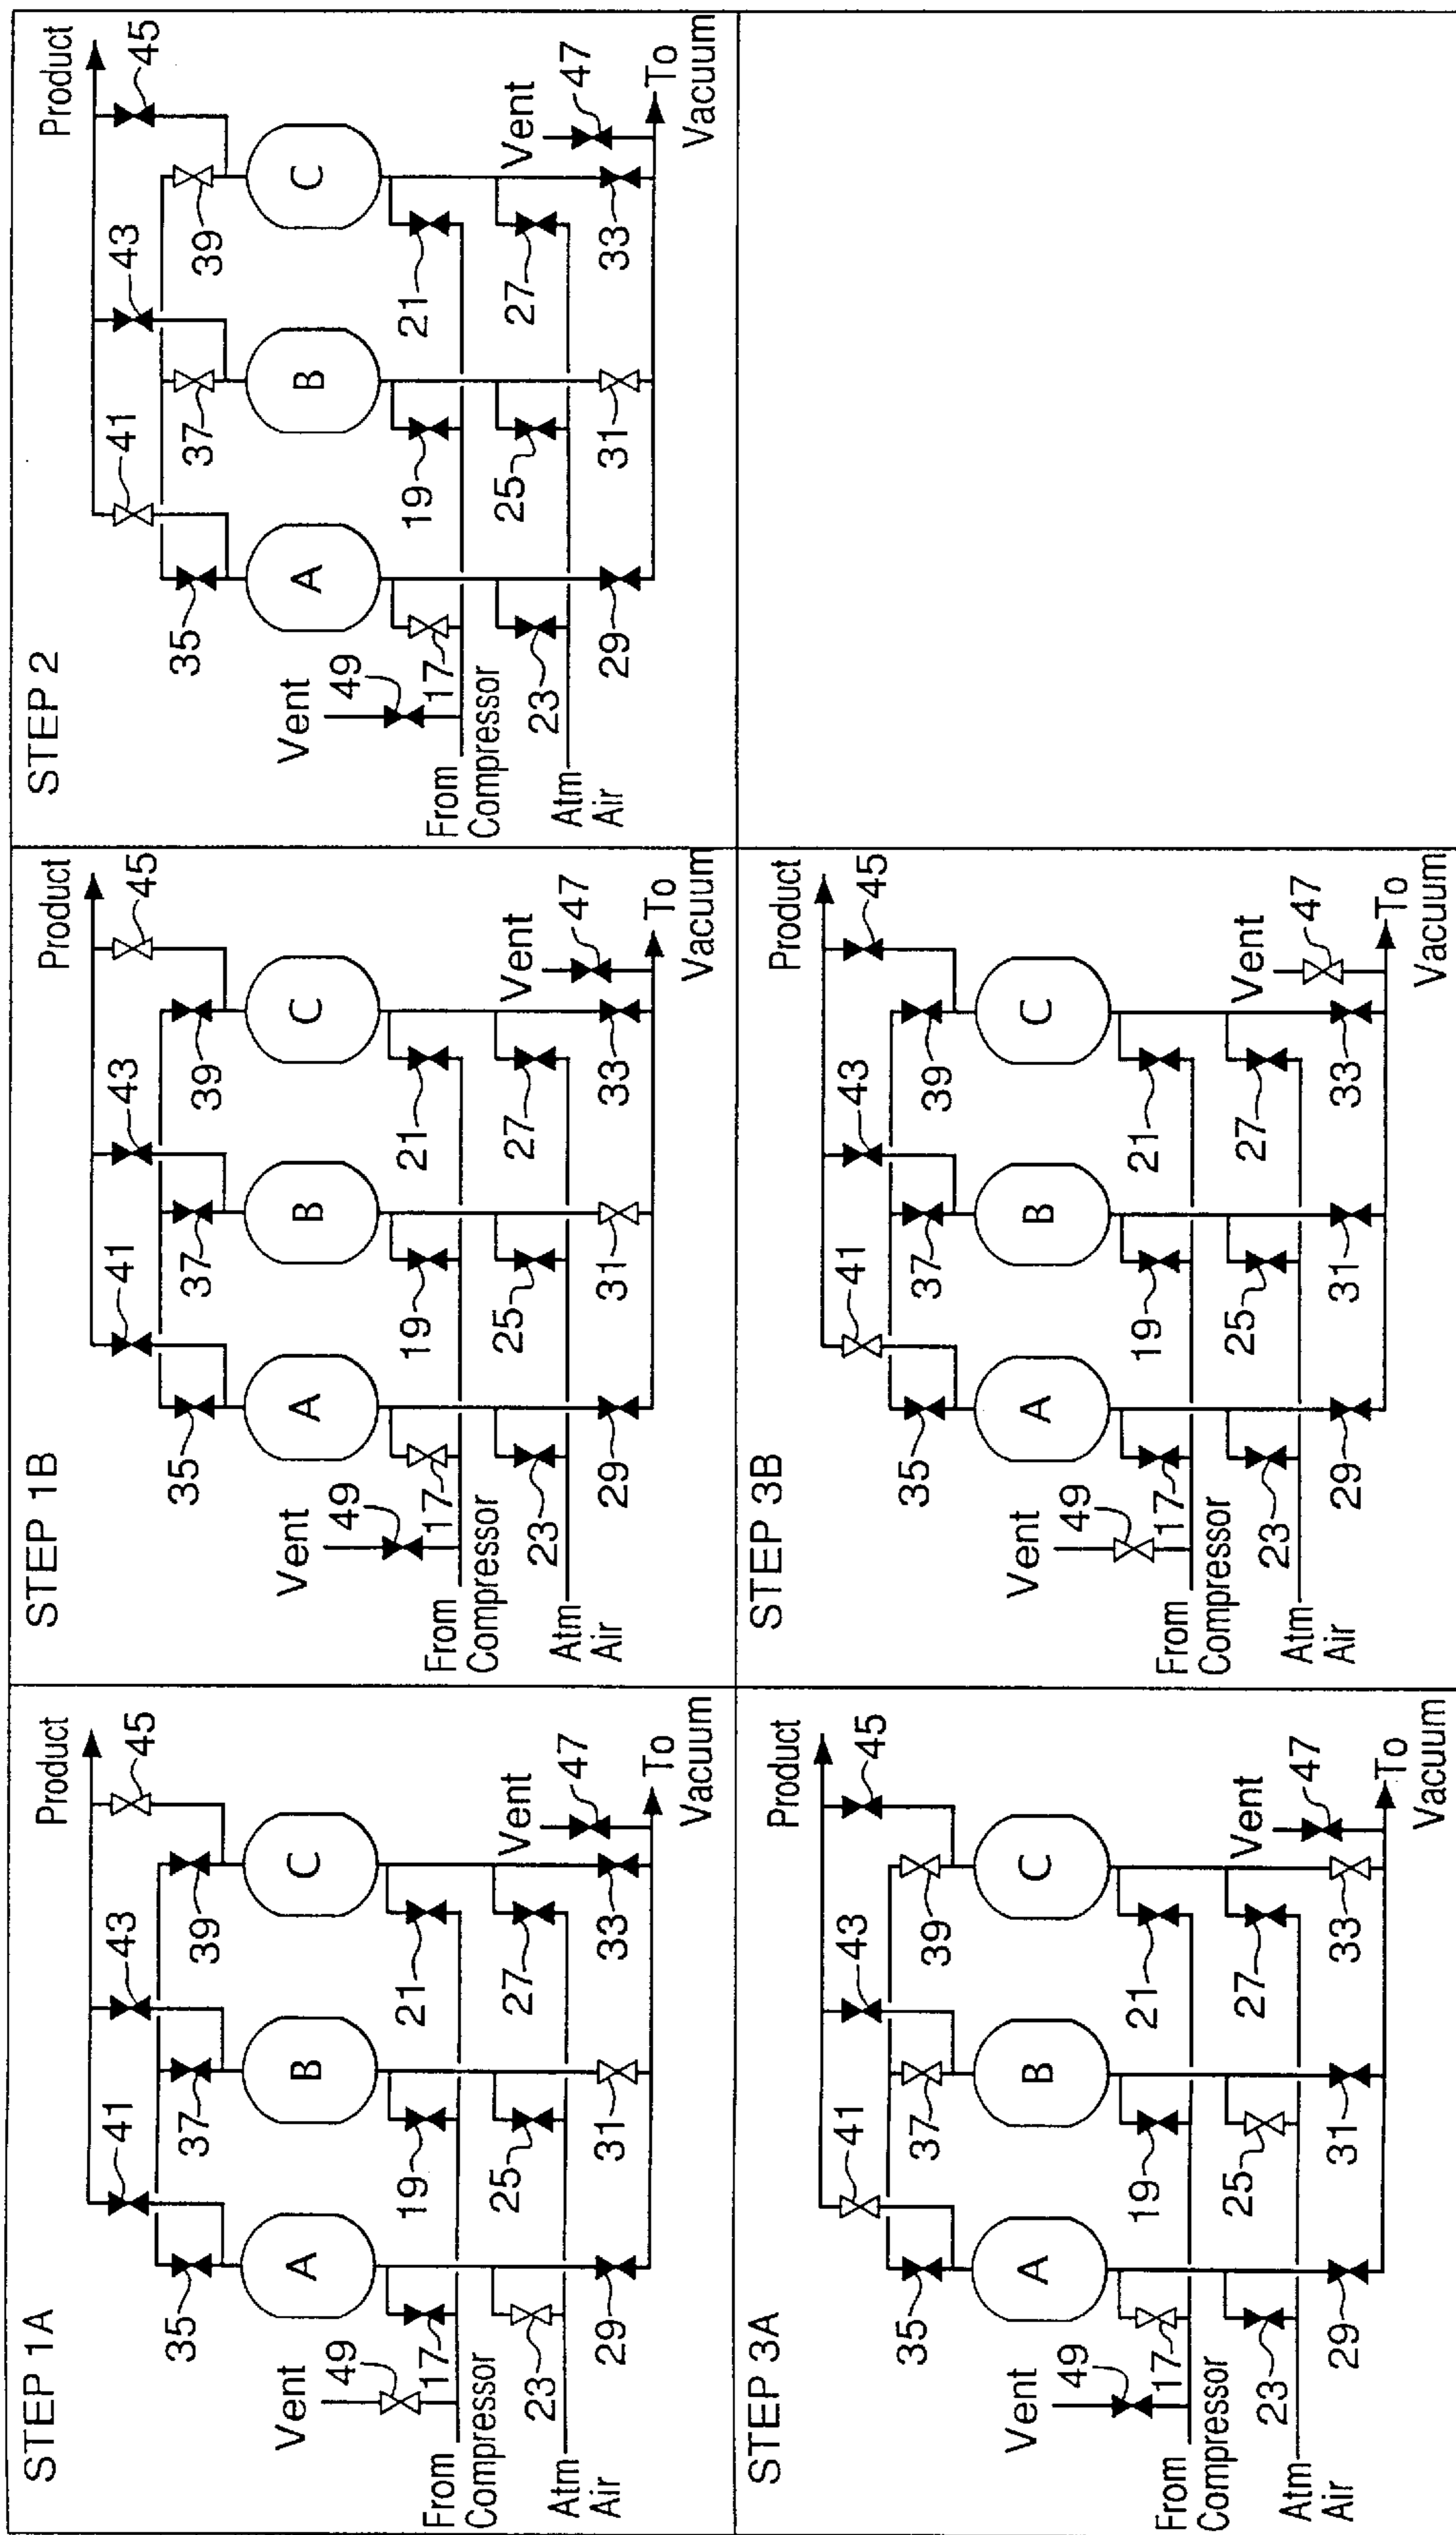 STEP 1A
Product
41
43
45
35
37
39
A
B
C
Vent
49
17
19
21
From
Compressor
Vent
47
23
25
27
Atm
Air
29
31
33
To
Vacuum
STEP 1B
Product
41
43
45
35
37
39
A
B
C
Vent
49
17
19
21
From
Compressor
Vent
47
23
25
27
Atm
Air
29
31
33
To
Vacuum
STEP 2
Product
41
43
45
35
37
39
A
B
C
Vent
49
17
19
21
From
Compressor
Vent
47
23
25
27
Atm
Air
29
31
33
To
Vacuum
STEP 3A
Product
41
43
45
35
37
39
A
B
C
Vent
49
17
19
21
From
Compressor
Vent
47
23
25
27
Atm
Air
29
31
33
To
Vacuum
STEP 3B
Product
41
43
45
35
37
39
A
B
C
Vent
49
17
19
21
From
Compressor
Vent
47
23
25
27
Atm
Air
29
31
33
To
Vacuum